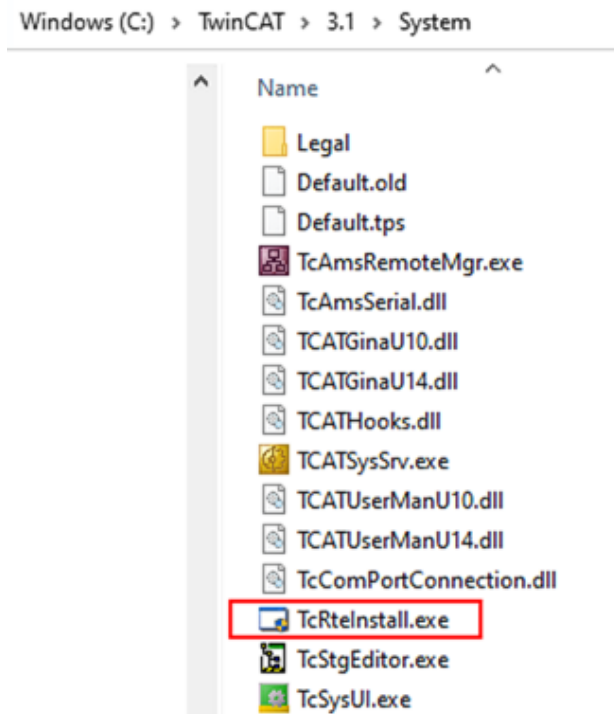 Windows (C:) > TwinCAT > 3.1 > System
Name
Legal
Default.old
Default.tps
TcAmsRemoteMgr.exe
TcAmsSerial.dll
TCATGinaU10.dll
TCATGinaU14.dll
TCATHooks.dll
TCATSysSrv.exe
TCATUserManU10.dll
TCATUserManU14.dll
TcComPortConnection.dll
TcRteInstall.exe
TcStgEditor.exe
TcSysUI.exe